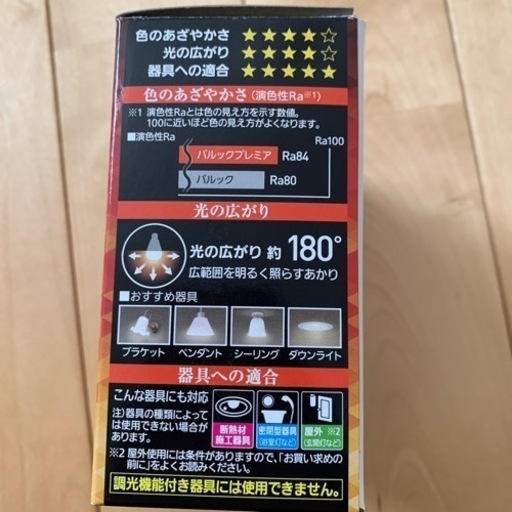 色のあざやかさ ★★★★☆
光の広がり ★★★★☆
器具への適合 ★★★★★
色のあざやかさ(演色性Ra※1)
※1 演色性Raとは色の見え方を示す数値。
100に近いほど色の見え方がよくなります。
■演色性Ra
Ra100
パルックプレミア Ra84
パルック Ra80
光の広がり
光の広がり 約180°
広範囲を明るく照らすあかり
■おすすめ器具
ブラケット ペンダント シーリング ダウンライト
器具への適合
こんな器具にも対応
注)器具の種類によって
は使用できない場合が
あります。
断熱材
施工器具
密閉型器具
(浴室灯など)
屋外 ※2
(玄関灯など)
※2 屋外使用には条件がありますので、「お買い求めの
前に」をよくお読みください。
調光機能付き器具には使用できません。